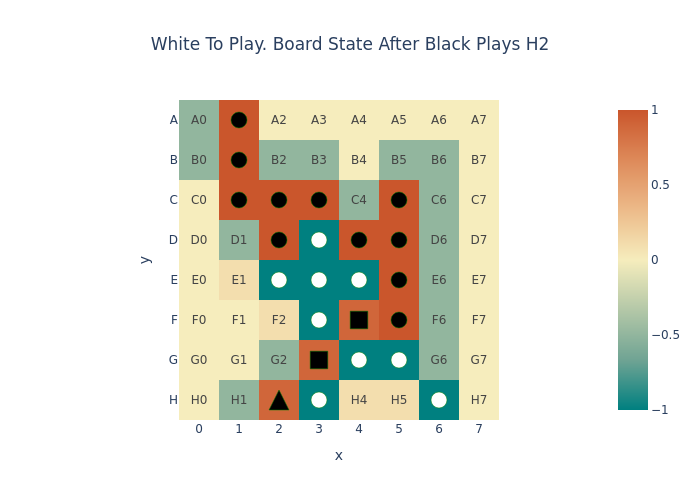 White To Play. Board State After Black Plays H2
A A0 A2 A3 A4 A5 A6 A7
B B0 B2 B3 B4 B5 B6 B7
C C0 C4 C6 C7
D D0 D1 D6 D7
E E0 E1 E6 E7
F F0 F1 F2 F6 F7
G G0 G1 G2 G6 G7
H H0 H1 H4 H5 H7
0 1 2 3 4 5 6 7
x
y
1
0.5
0
−0.5
−1